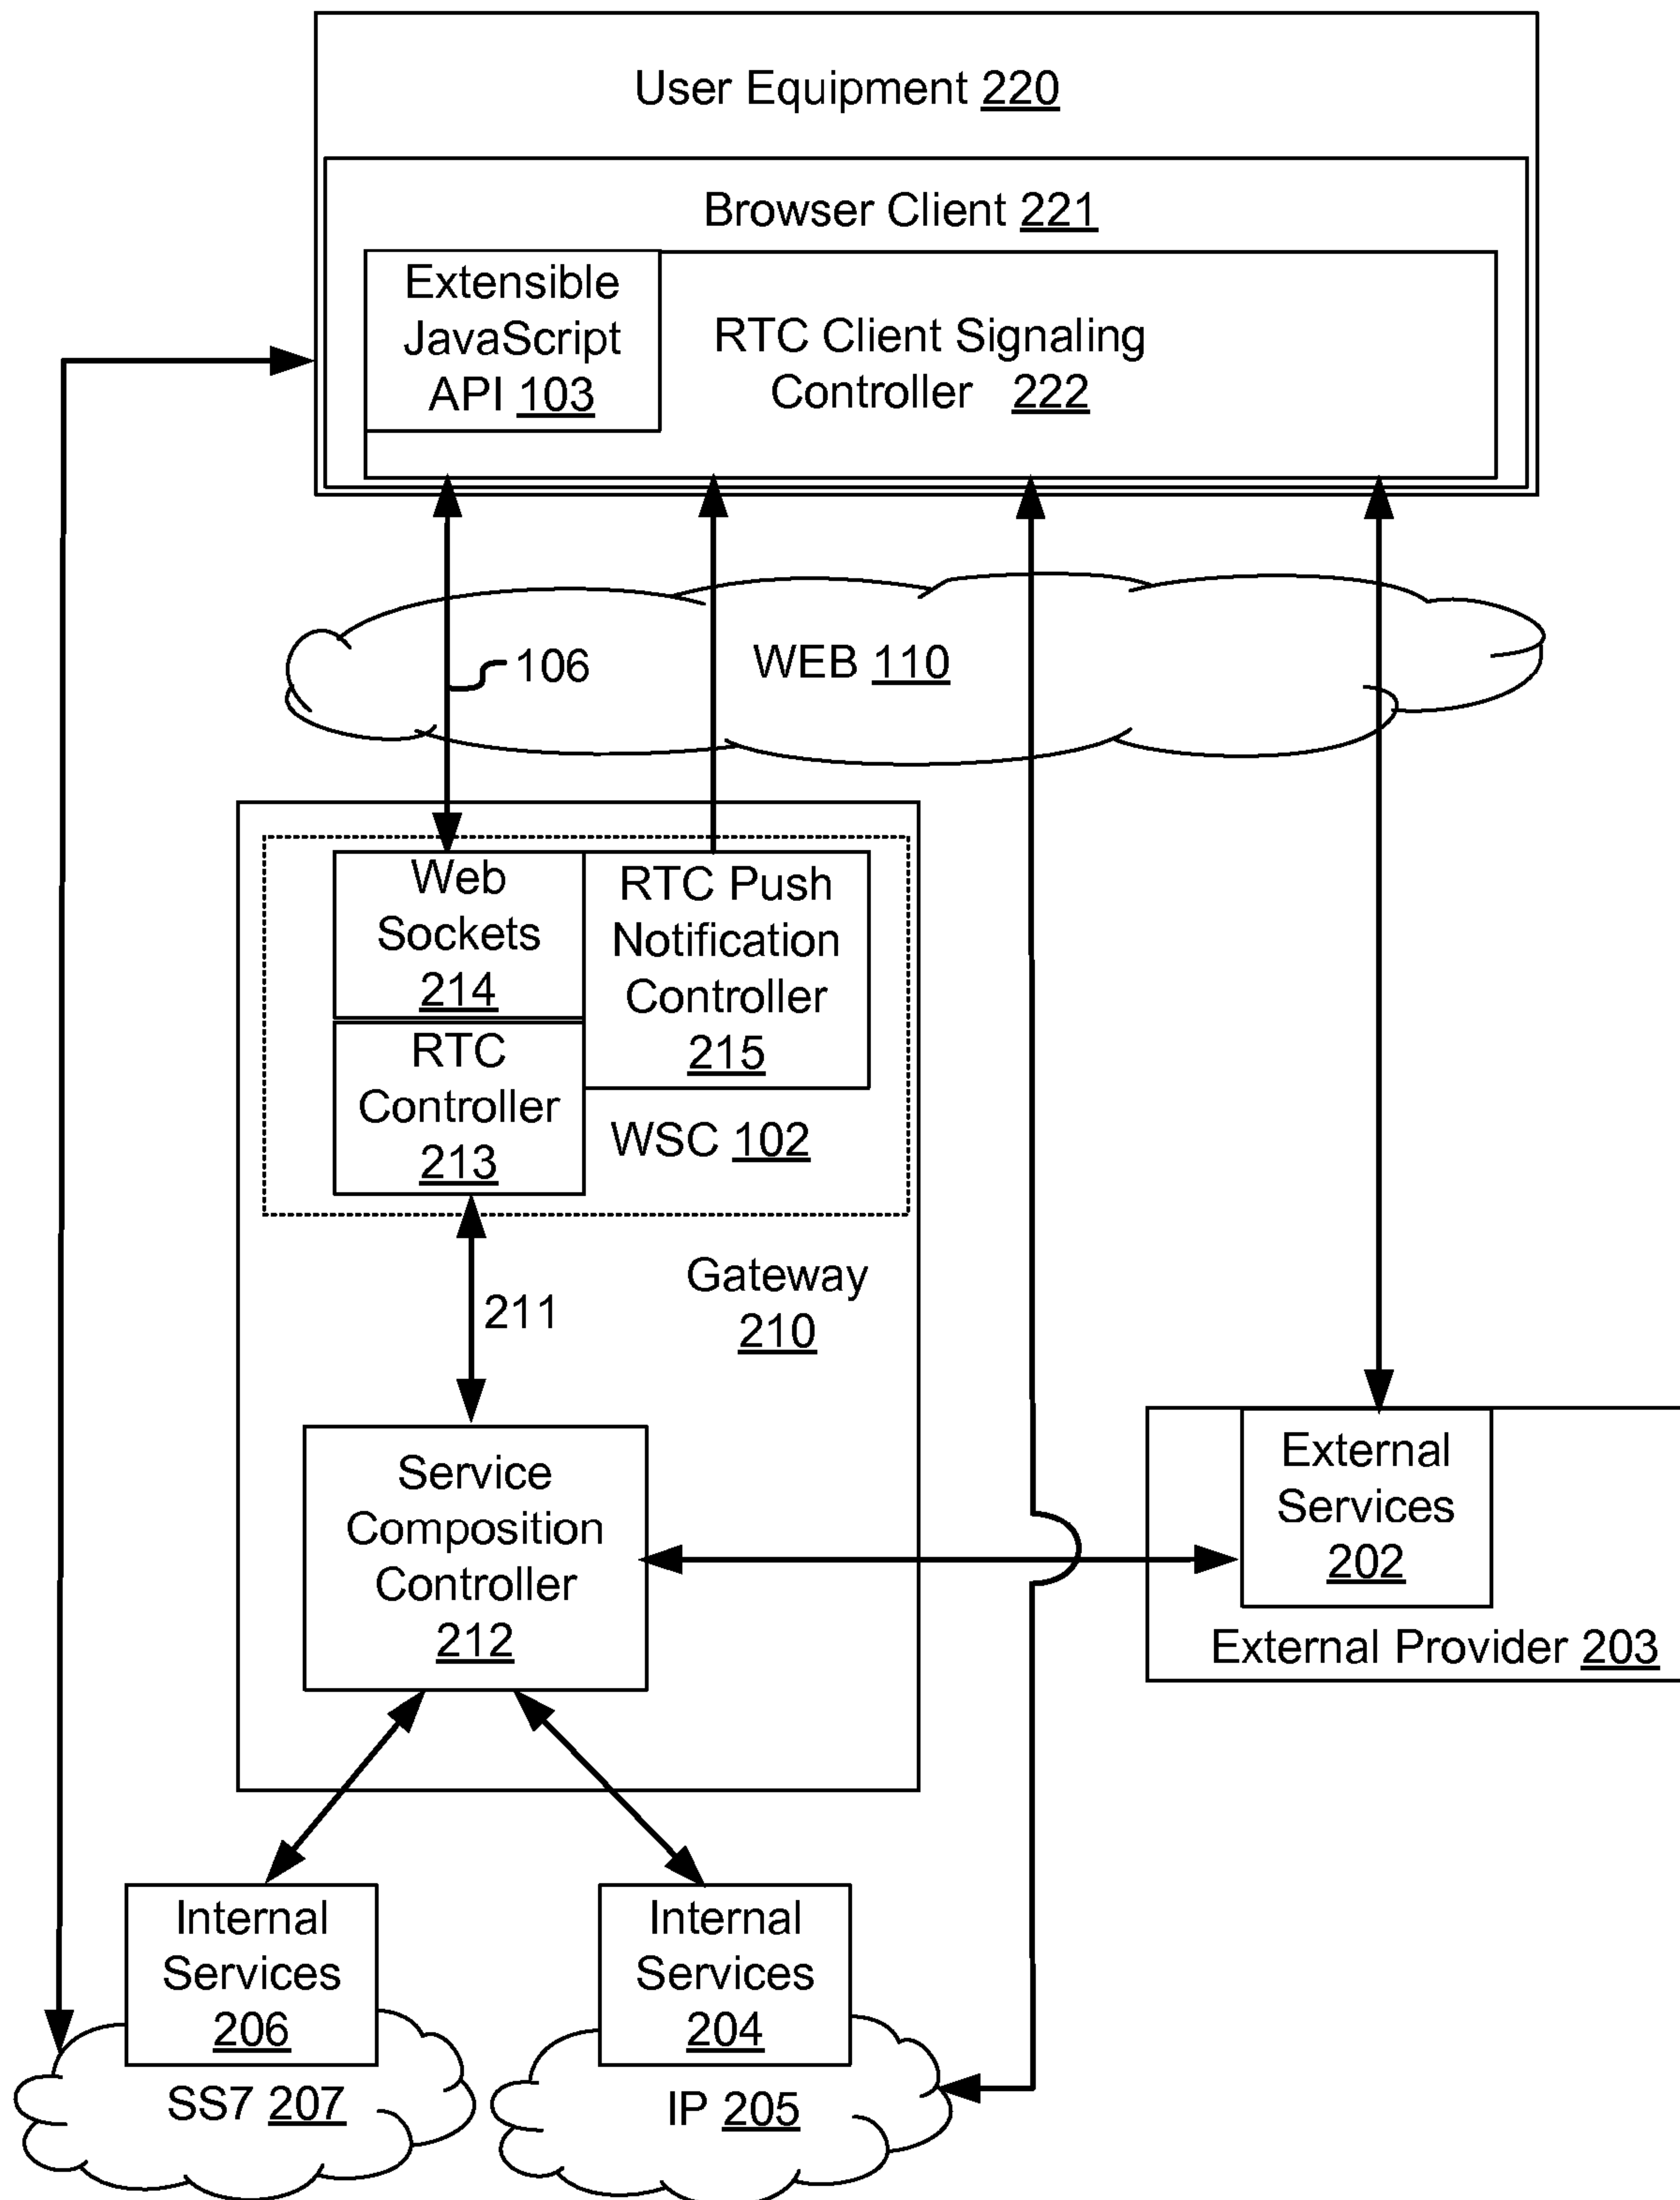 User Equipment 220
Browser Client 221
Extensible
JavaScript
API 103
RTC Client Signaling
Controller 222
106
WEB 110
Web
Sockets
214
RTC Push
Notification
Controller
215
RTC
Controller
213
WSC 102
211
Gateway
210
Service
Composition
Controller
212
External
Services
202
External Provider 203
Internal
Services
206
SS7 207
Internal
Services
204
IP 205